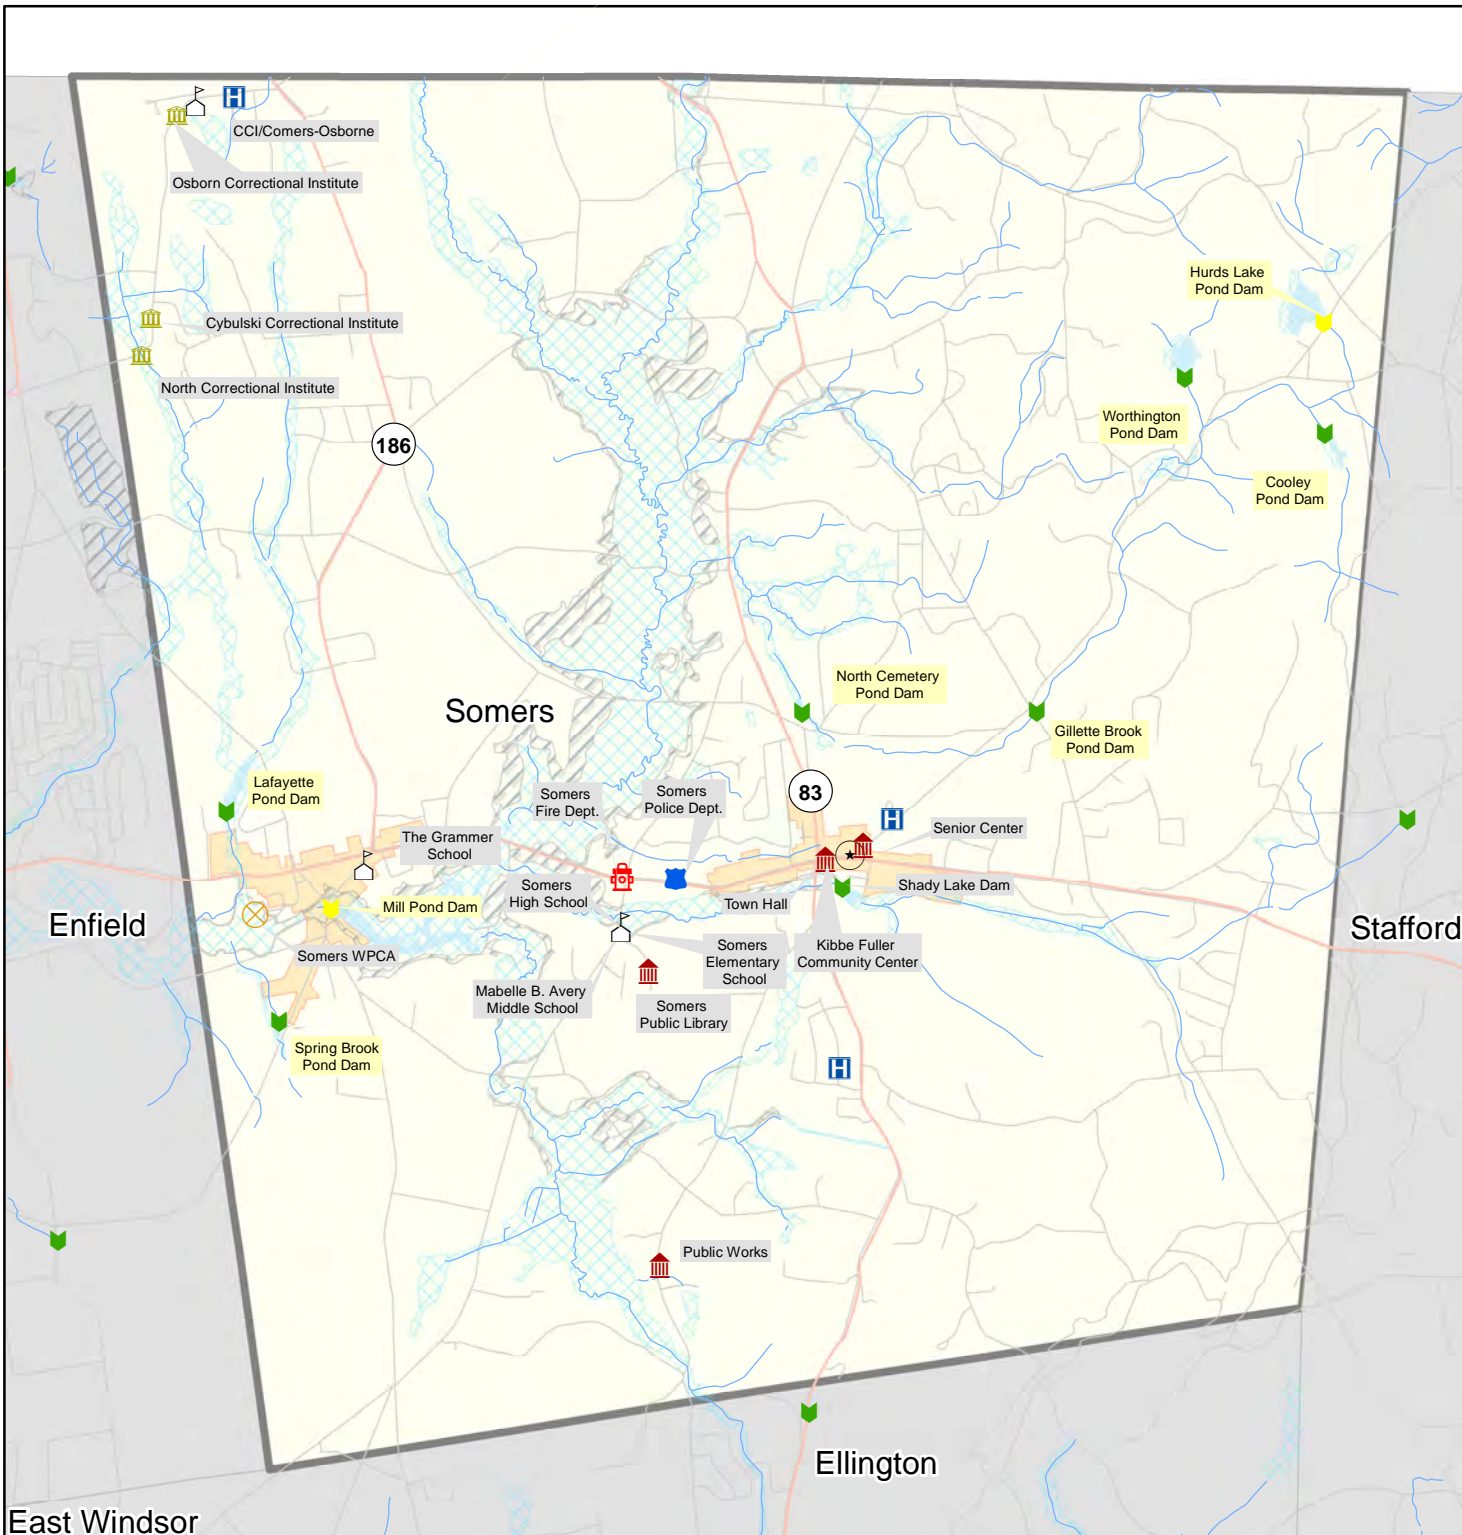 H
CCI/Comers-Osborne
Osborn Correctional Institute
Hurds Lake
Pond Dam
Cybulski Correctional Institute
North Correctional Institute
Worthington
Pond Dam
186
Cooley
Pond Dam
North Cemetery
Pond Dam
Somers
Gillette Brook
Pond Dam
Lafayette
Pond Dam
Somers
Fire Dept.
Somers
Police Dept.
83
H
Senior Center
The Grammer
School
Somers
High School
Shady Lake Dam
Town Hall
Mill Pond Dam
Enfield
Stafford
Somers WPCA
Somers
Elementary
School
Kibbe Fuller
Community Center
Mabelle B. Avery
Middle School
Somers
Public Library
Spring Brook
Pond Dam
H
Public Works
Ellington
East Windsor